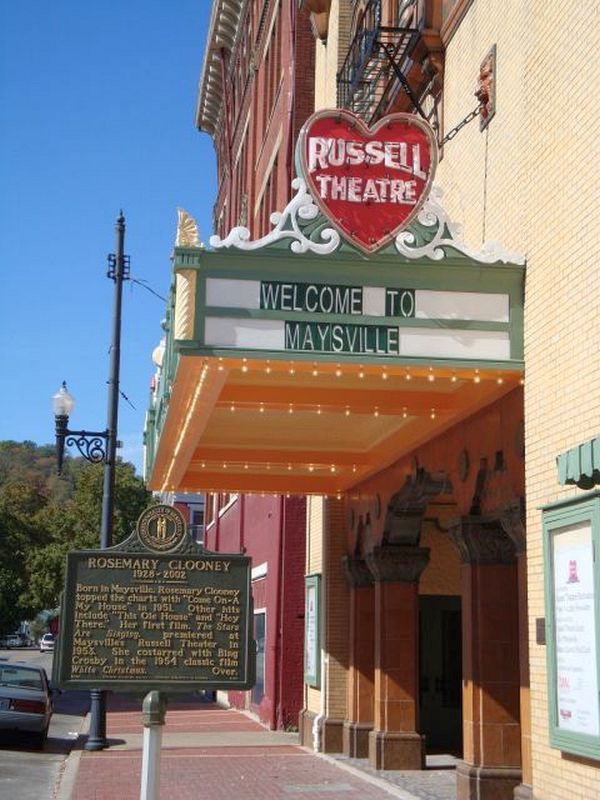 RUSSELL
THEATRE
WELCOME TO
MAYSVILLE
ROSEMARY CLOONEY
1928-2002
Born in Maysville, Rosemary Clooney
topped the charts with "Come On-A
My House" in 1951. Other hits
include "This Ole House" and "Hey
There." Her first film, The Stars
Are Singing, premiered at
Maysville's Russell Theater in
1953. She costarred with Bing
Crosby in the 1954 classic film
White Christmas. Over.